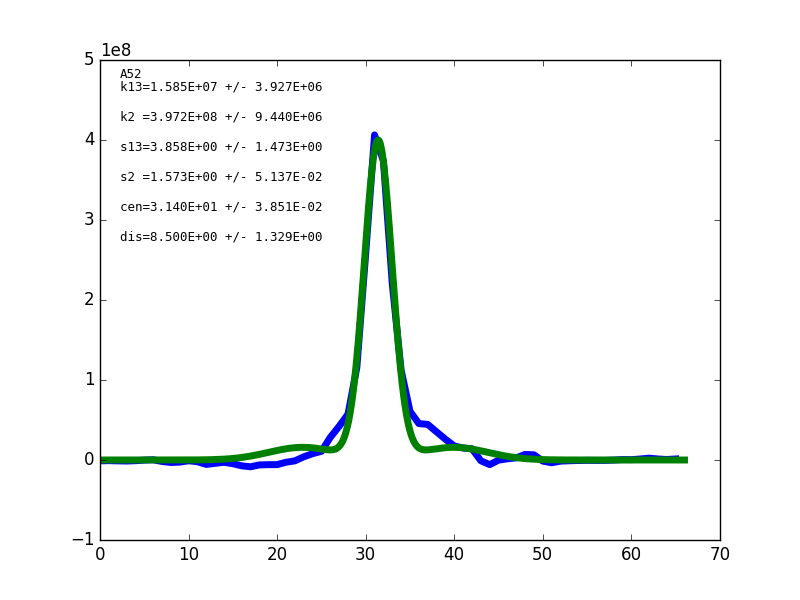 1e8
A52
k13=1.585E+07 +/- 3.927E+06
k2 =3.972E+08 +/- 9.440E+06
s13=3.858E+00 +/- 1.473E+00
s2 =1.573E+00 +/- 5.137E-02
cen=3.140E+01 +/- 3.851E-02
dis=8.500E+00 +/- 1.329E+00
5
4
3
2
1
0
−1
0 10 20 30 40 50 60 70